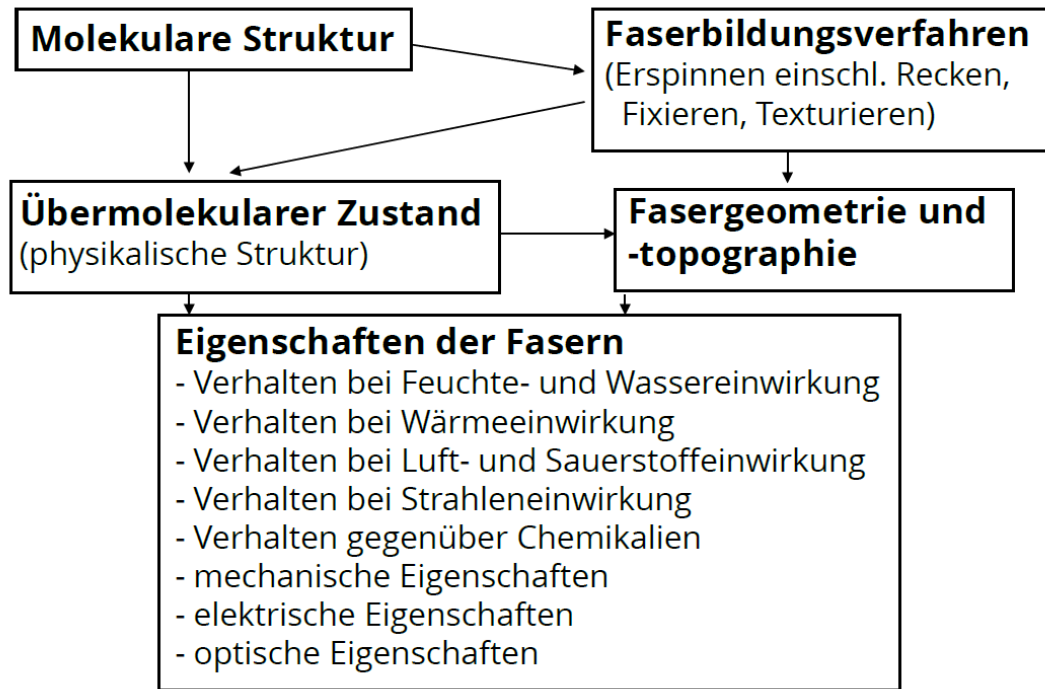 Molekulare Struktur
Faserbildungsverfahren
(Erspinnen einschl. Recken,
Fixieren, Texturieren)
Übermolekularer Zustand
(physikalische Struktur)
Fasergeometrie und
-topographie
Eigenschaften der Fasern
- Verhalten bei Feuchte- und Wassereinwirkung
- Verhalten bei Wärmeeinwirkung
- Verhalten bei Luft- und Sauerstoffeinwirkung
- Verhalten bei Strahleneinwirkung
- Verhalten gegenüber Chemikalien
- mechanische Eigenschaften
- elektrische Eigenschaften
- optische Eigenschaften